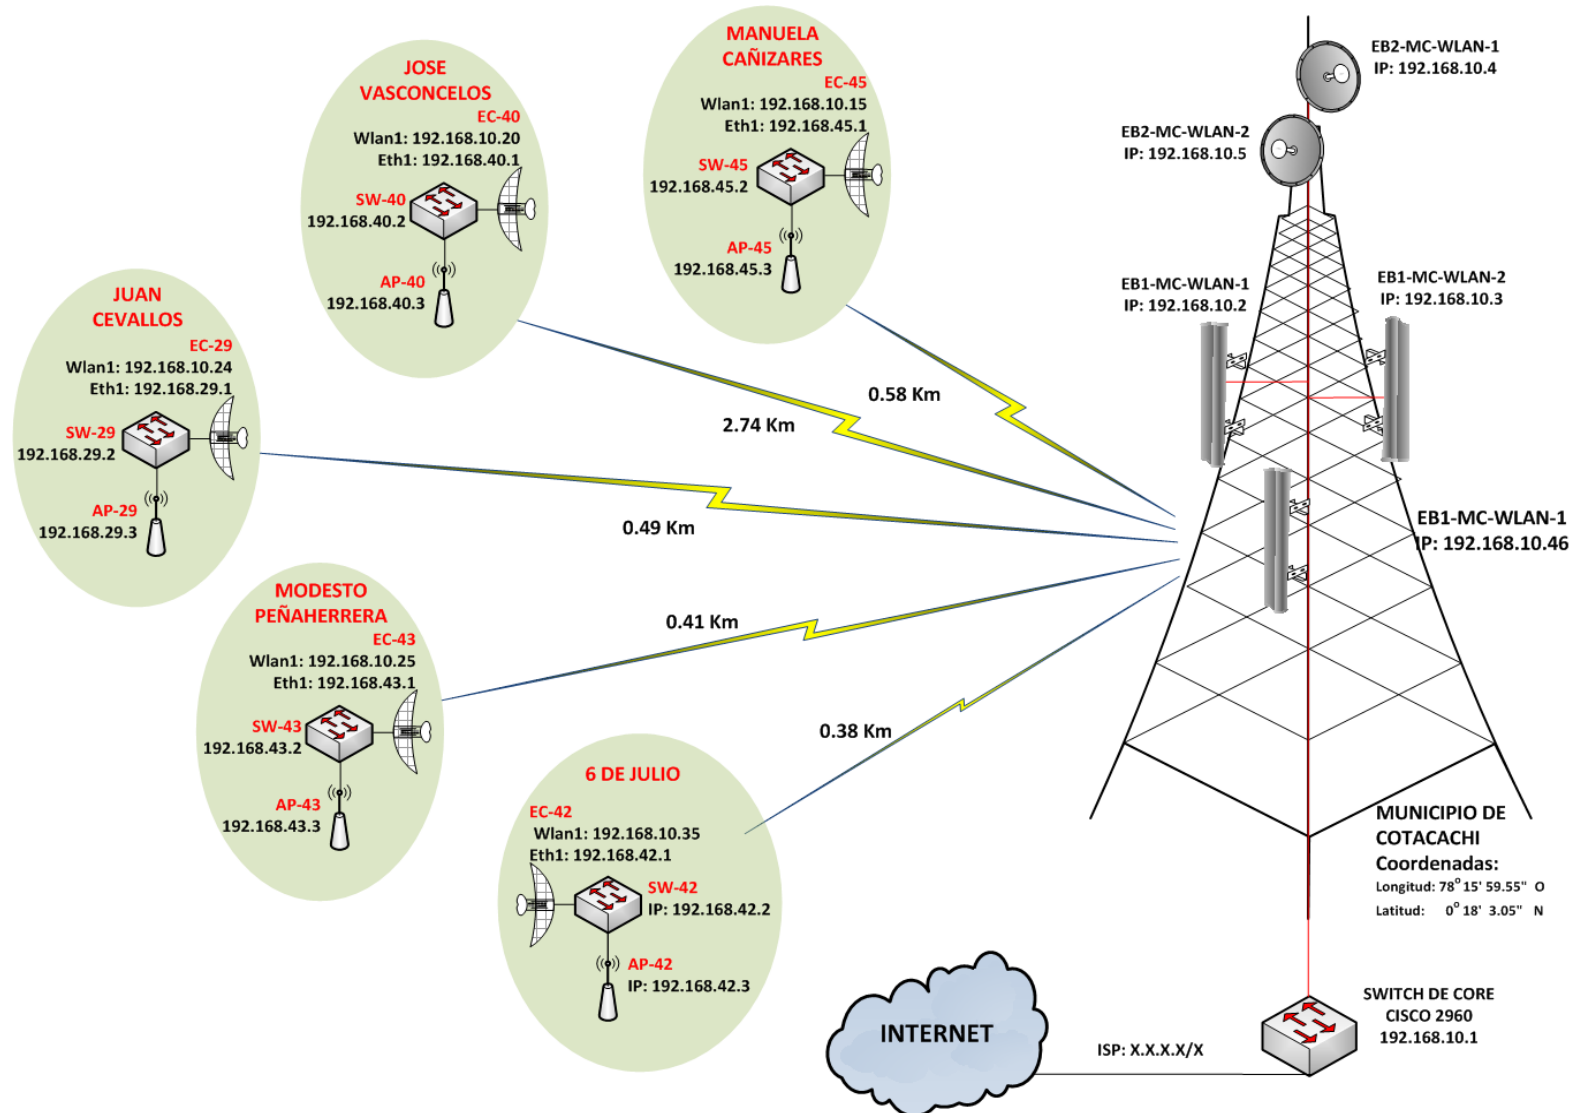 MANUELA
CAÑIZARES
EC-45
Wlan1: 192.168.10.15
Eth1: 192.168.45.1
SW-45
192.168.45.2
AP-45
192.168.45.3
JOSE
VASCONCELOS
EC-40
Wlan1: 192.168.10.20
Eth1: 192.168.40.1
SW-40
192.168.40.2
AP-40
192.168.40.3
JUAN
CEVALLOS
EC-29
Wlan1: 192.168.10.24
Eth1: 192.168.29.1
SW-29
192.168.29.2
AP-29
192.168.29.3
MODESTO
PEÑAHERRERA
EC-43
Wlan1: 192.168.10.25
Eth1: 192.168.43.1
SW-43
192.168.43.2
AP-43
192.168.43.3
6 DE JULIO
EC-42
Wlan1: 192.168.10.35
Eth1: 192.168.42.1
SW-42
IP: 192.168.42.2
AP-42
IP: 192.168.42.3
0.58 Km
2.74 Km
0.49 Km
0.41 Km
0.38 Km
EB2-MC-WLAN-1
IP: 192.168.10.4
EB2-MC-WLAN-2
IP: 192.168.10.5
EB1-MC-WLAN-1
IP: 192.168.10.2
EB1-MC-WLAN-2
IP: 192.168.10.3
EB1-MC-WLAN-1
IP: 192.168.10.46
MUNICIPIO DE
COTACACHI
Coordenadas:
Longitud: 78° 15' 59.55" O
Latitud: 0° 18' 3.05" N
SWITCH DE CORE
CISCO 2960
192.168.10.1
INTERNET
ISP: X.X.X.X/X